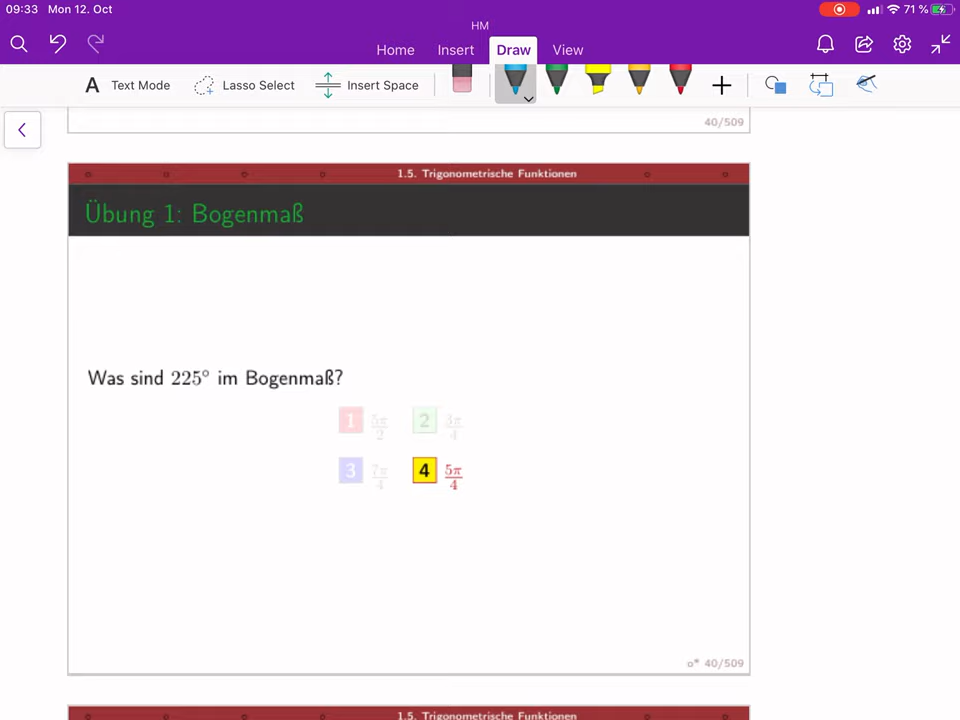 09:33 Mon 12. Oct 71 %
HM
Home Insert Draw View
A Text Mode Lasso Select Insert Space
40/509
1.5. Trigonometrische Funktionen
Übung 1: Bogenmaß
Was sind 225° im Bogenmaß?
1 5π/2 2 3π/4
3 7π/4 4 5π/4
o* 40/509
1.5. Trigonometrische Funktionen